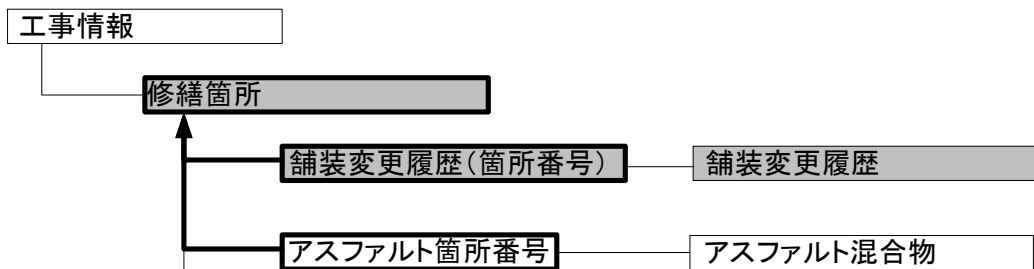 工事情報
修繕箇所
舗装変更履歴(箇所番号)
舗装変更履歴
アスファルト箇所番号
アスファルト混合物